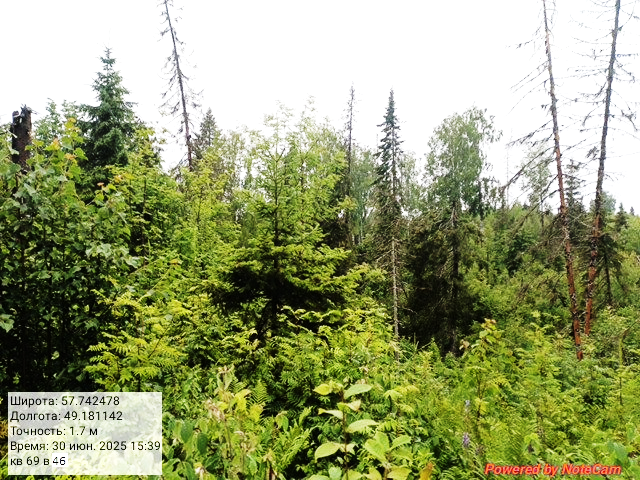 Широта: 57.742478
Долгота: 49.181142
Точность: 1.7 м
Время: 30 июн. 2025 15:39
кв 69 в 46
Powered by NoteCam